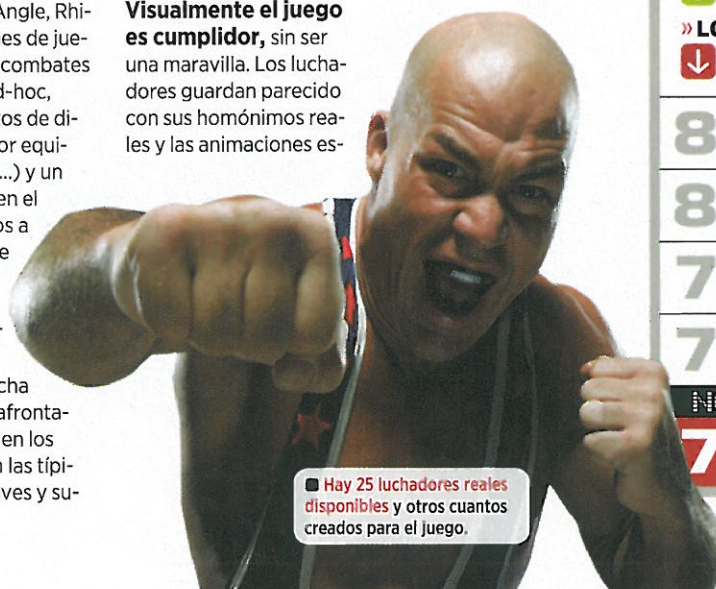 Angle, Rhi-
es de jue-
combates
d-hoc,
os de di-
or equi-
...) y un
en el
os a
e
cha
afronta-
en los
n las típi-
ves y su-
Visualmente el juego
es cumplidor, sin ser
una maravilla. Los lucha-
dores guardan parecido
con sus homónimos rea-
les y las animaciones es-
Hay 25 luchadores reales
disponibles y otros cuantos
creados para el juego.
» LO
8
8
7
7
N
7